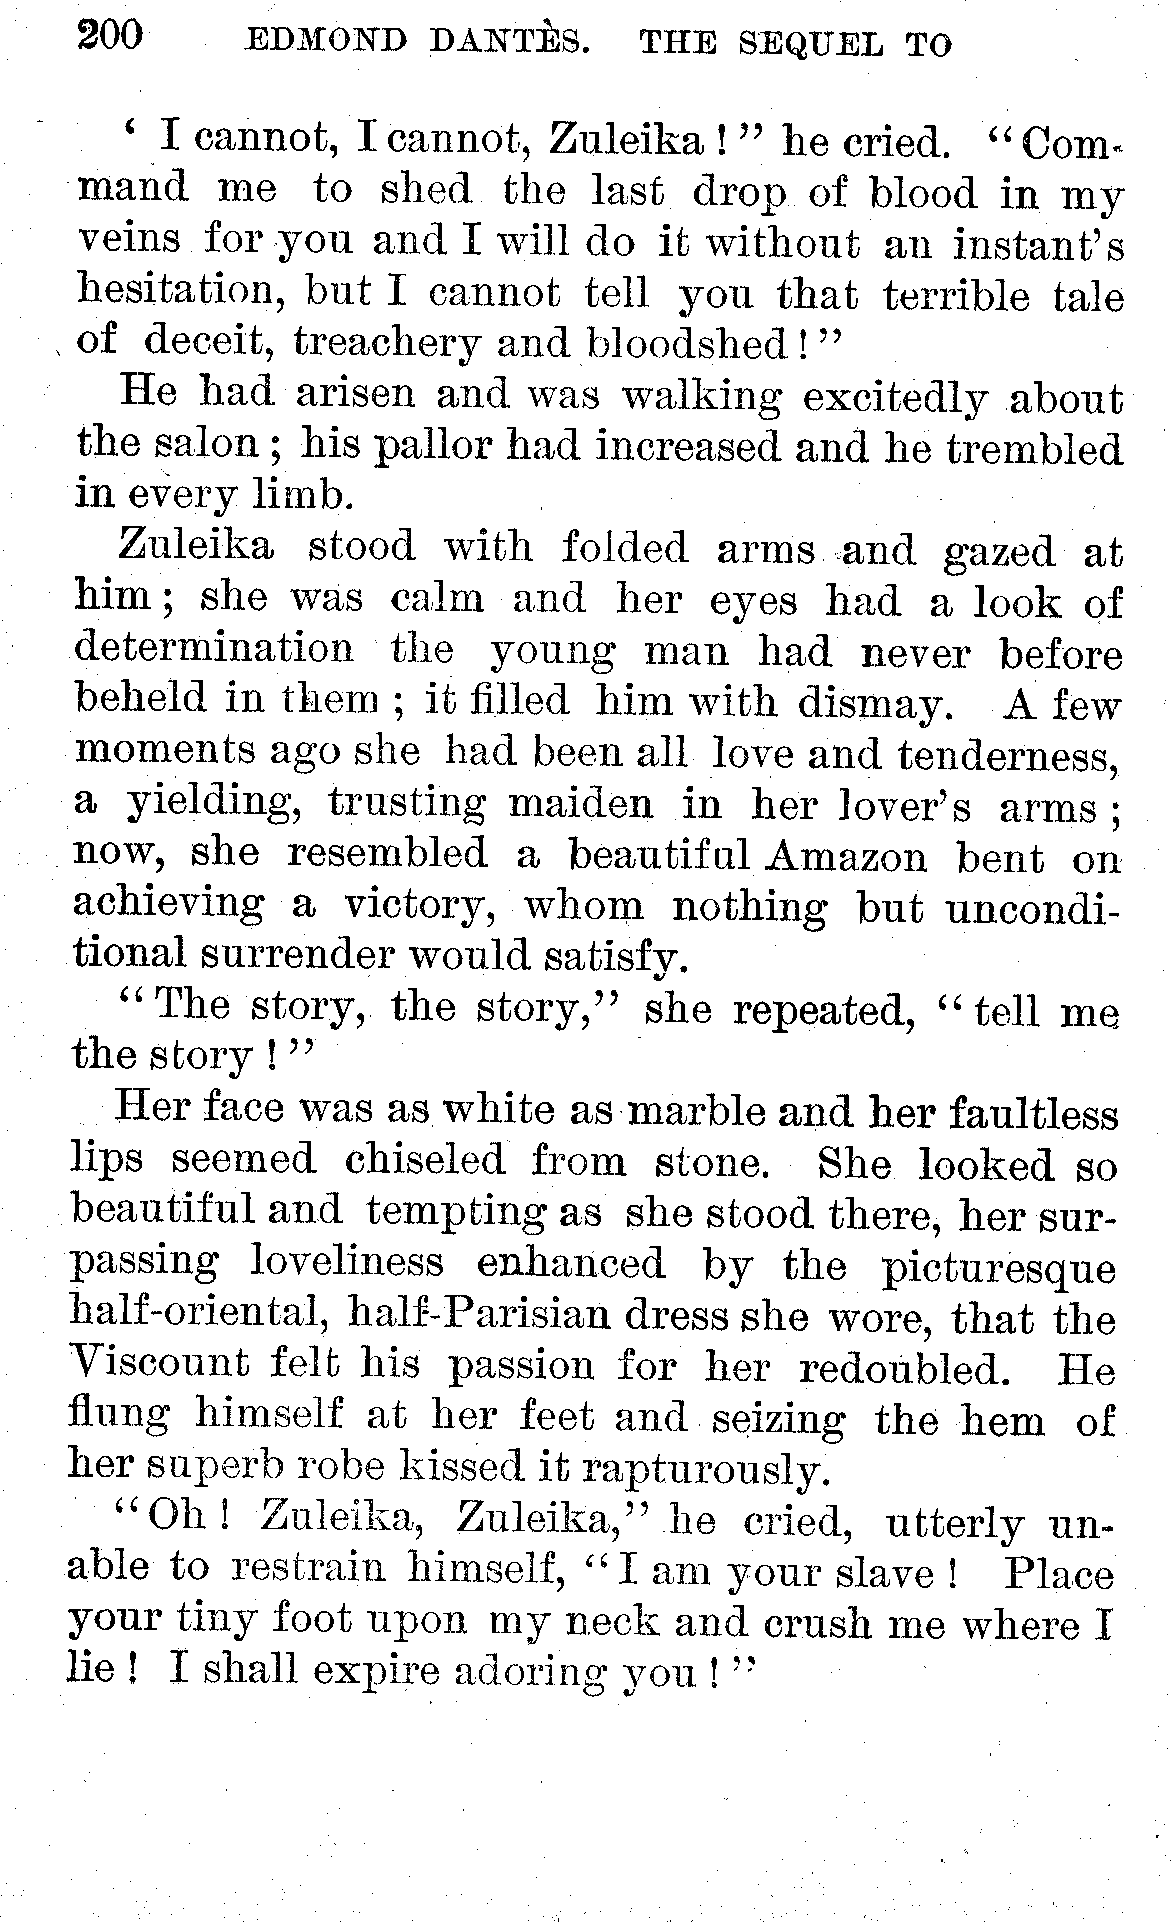 200 EDMOND DANTÈS. THE SEQUEL TO
‘ I cannot, I cannot, Zuleika ! ” he cried. “ Com-
mand me to shed the last drop of blood in my
veins for you and I will do it without an instant’s
hesitation, but I cannot tell you that terrible tale
of deceit, treachery and bloodshed ! ”
He had arisen and was walking excitedly about
the salon ; his pallor had increased and he trembled
in every limb.
Zuleika stood with folded arms and gazed at
him ; she was calm and her eyes had a look of
determination the young man had never before
beheld in them ; it filled him with dismay. A few
moments ago she had been all love and tenderness,
a yielding, trusting maiden in her lover’s arms ;
now, she resembled a beautiful Amazon bent on
achieving a victory, whom nothing but uncondi-
tional surrender would satisfy.
“ The story, the story,” she repeated, “ tell me
the story ! ”
Her face was as white as marble and her faultless
lips seemed chiseled from stone. She looked so
beautiful and tempting as she stood there, her sur-
passing loveliness enhanced by the picturesque
half-oriental, half-Parisian dress she wore, that the
Viscount felt his passion for her redoubled. He
flung himself at her feet and seizing the hem of
her superb robe kissed it rapturously.
“ Oh ! Zuleika, Zuleika,” he cried, utterly un-
able to restrain himself, “ I am your slave ! Place
your tiny foot upon my neck and crush me where I
lie ! I shall expire adoring you ! ”